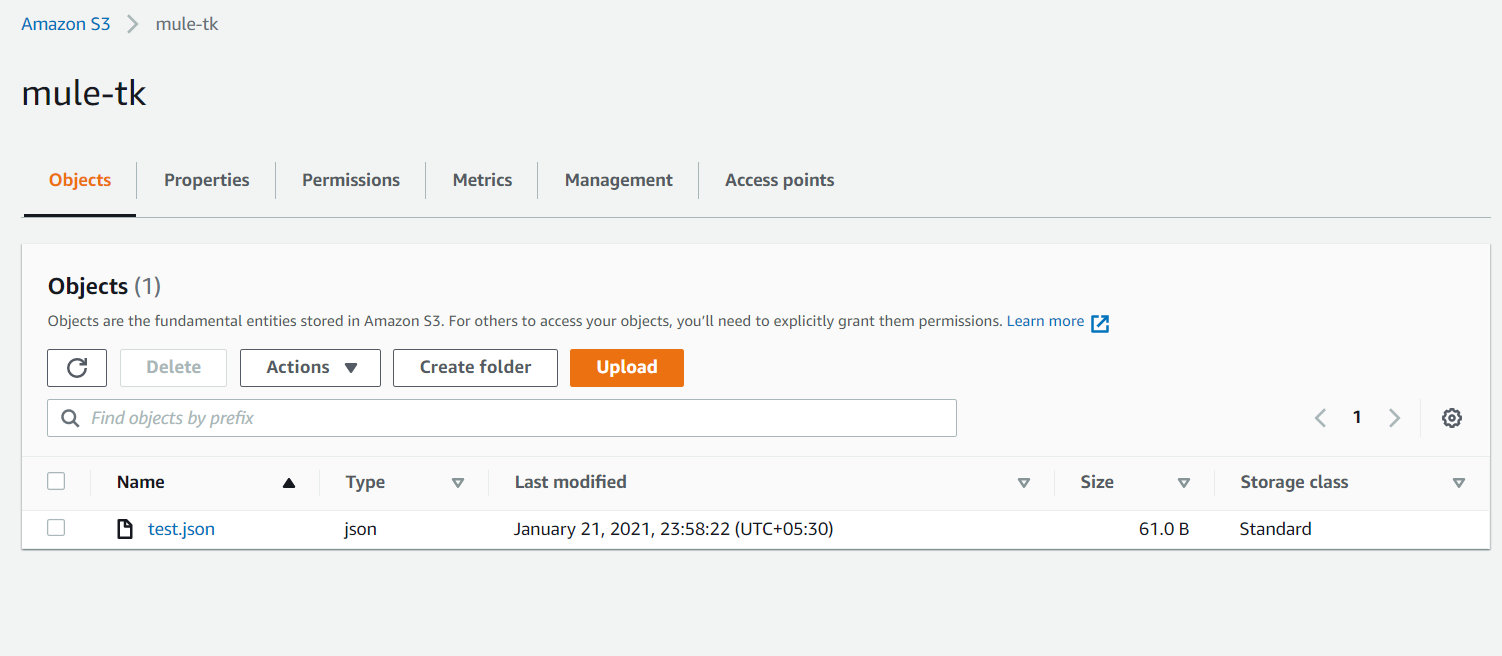 Amazon S3 mule-tk
mule-tk
Objects Properties Permissions Metrics Management Access points
Objects (1)
Objects are the fundamental entities stored in Amazon S3. For others to access your objects, you’ll need to explicitly grant them permissions. Learn more
Delete Actions Create folder Upload
Find objects by prefix 1
Name Type Last modified Size Storage class
test.json json January 21, 2021, 23:58:22 (UTC+05:30) 61.0 B Standard